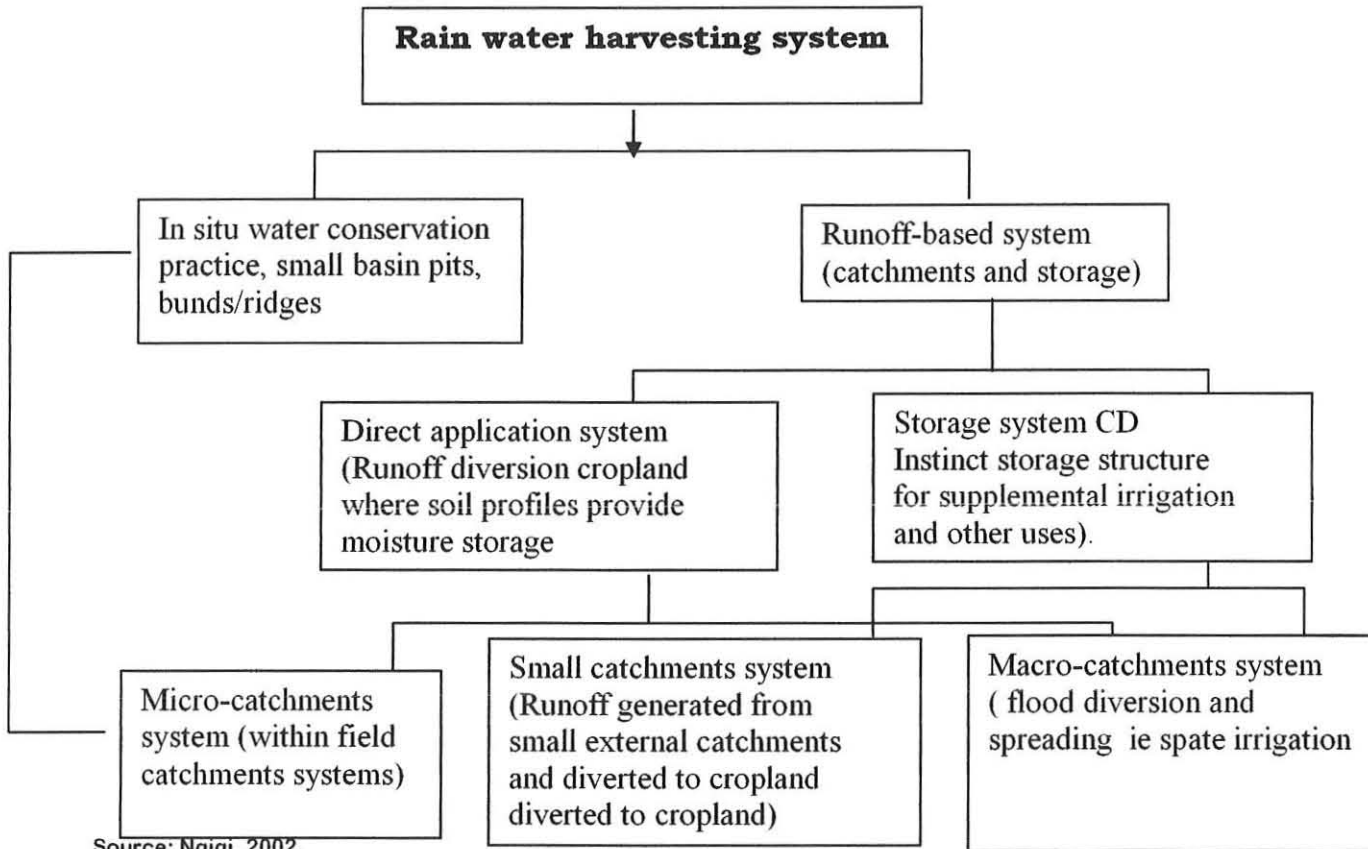 Rain water harvesting system
In situ water conservation
practice, small basin pits,
bunds/ridges
Runoff-based system
(catchments and storage)
Direct application system
(Runoff diversion cropland
where soil profiles provide
moisture storage
Storage system CD
Instinct storage structure
for supplemental irrigation
and other uses).
Micro-catchments
system (within field
catchments systems)
Small catchments system
(Runoff generated from
small external catchments
and diverted to cropland
diverted to cropland)
Macro-catchments system
( flood diversion and
spreading ie spate irrigation
Source: Ngigi, 2002